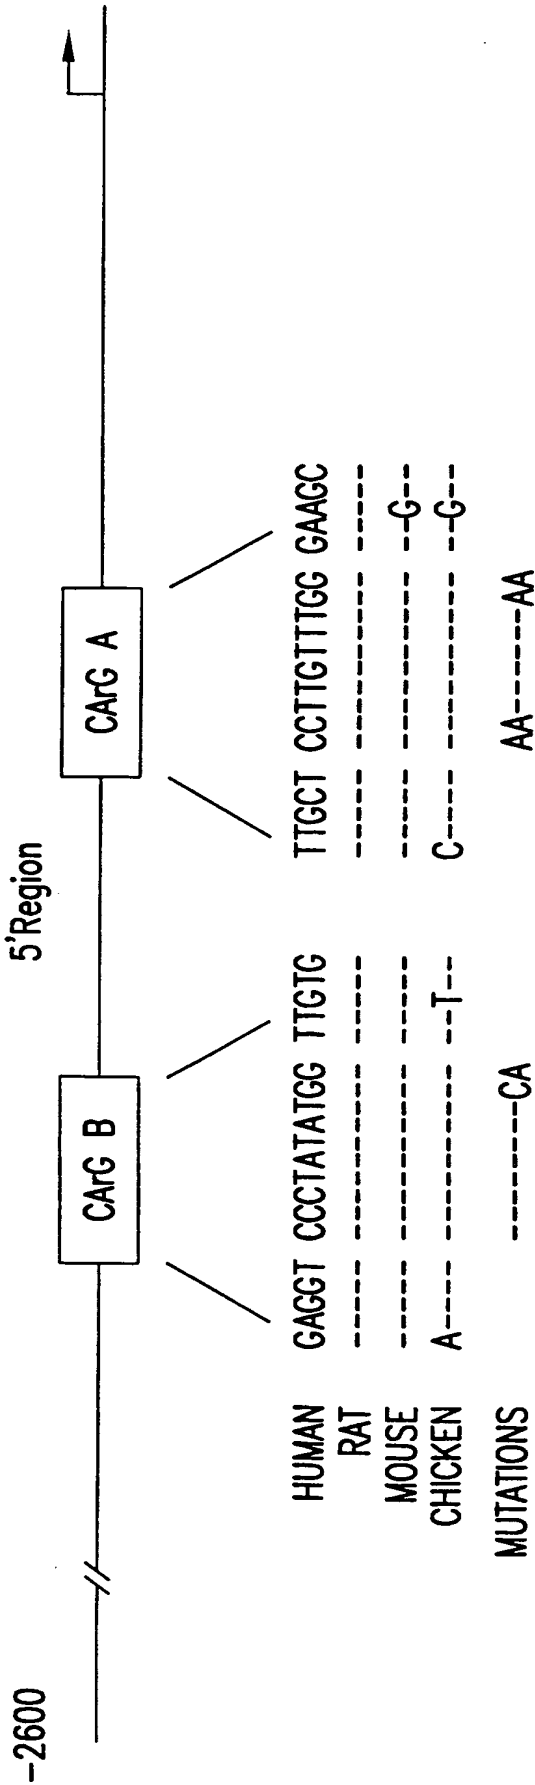 -2600
5'Region
CArG B
CArG A
HUMAN GAGGT CCCTATATGG TTGTG TTGCT CCTTGTTTGG GAAGC
RAT ----- ---------- ----- ----- ---------- -----
MOUSE ----- ---------- ----- ----- ---------- --G--
CHICKEN A---- ---------- --T-- C---- ---------- --G--
MUTATIONS --------CA AA------AA